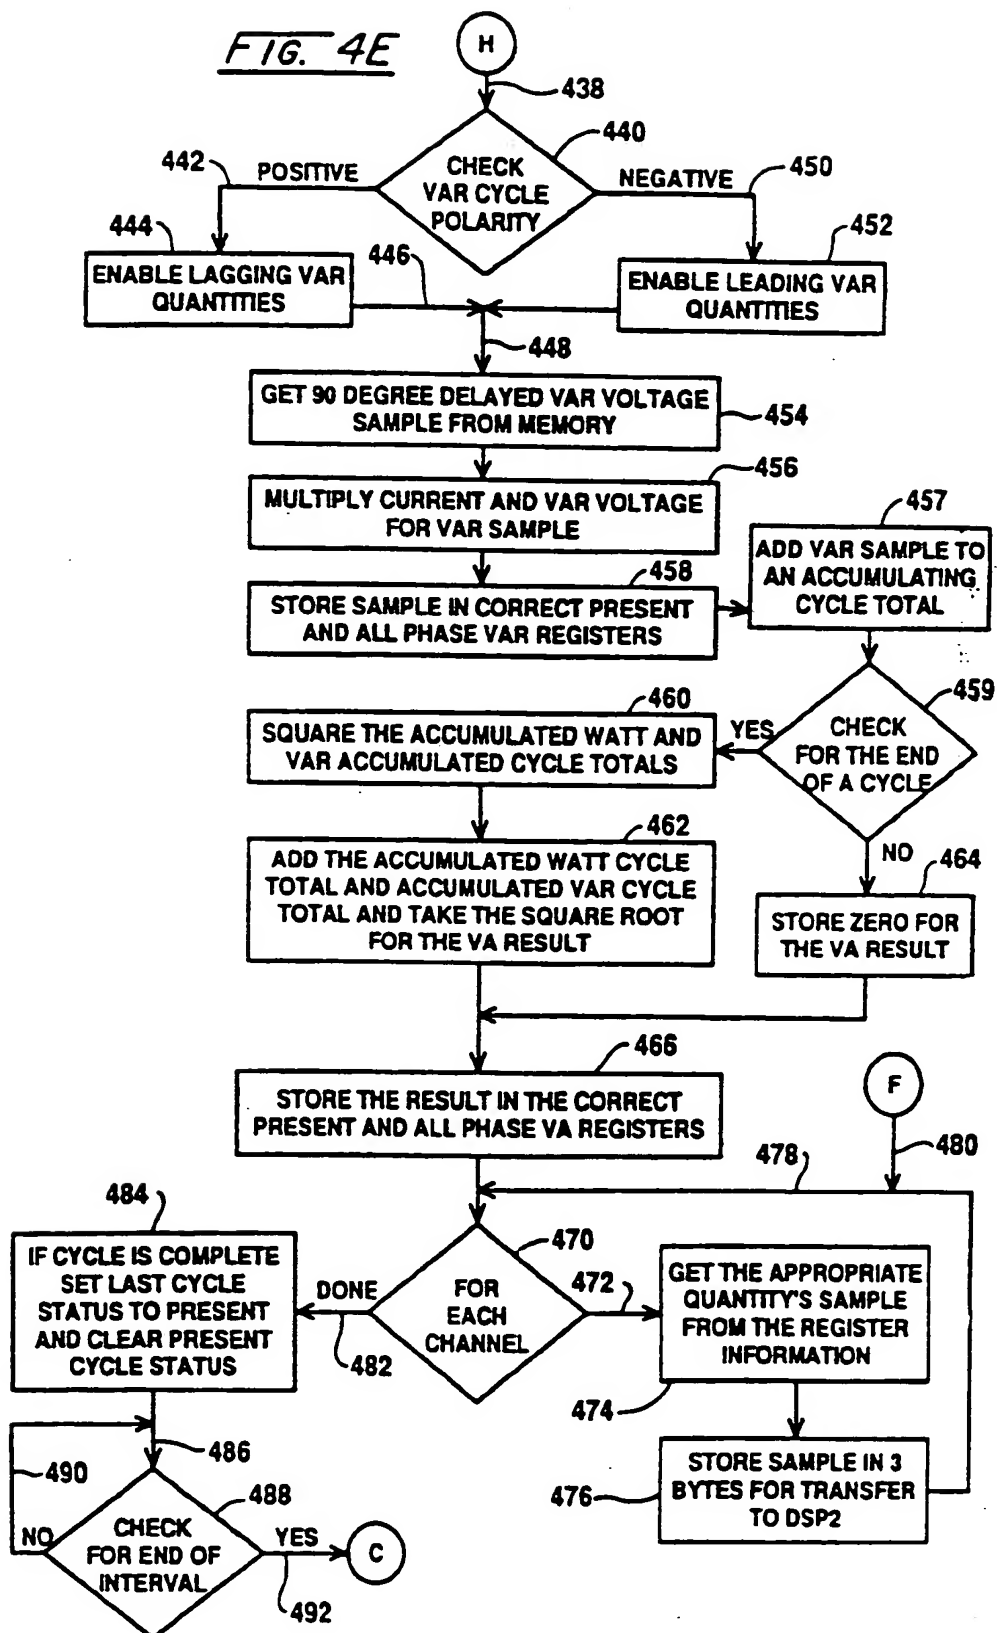 FIG. 4E
H
438
440
CHECK
VAR CYCLE
POLARITY
442
POSITIVE
NEGATIVE
450
444
ENABLE LAGGING VAR
QUANTITIES
446
452
ENABLE LEADING VAR
QUANTITIES
448
GET 90 DEGREE DELAYED VAR VOLTAGE
SAMPLE FROM MEMORY
454
456
MULTIPLY CURRENT AND VAR VOLTAGE
FOR VAR SAMPLE
457
ADD VAR SAMPLE TO
AN ACCUMULATING
CYCLE TOTAL
458
STORE SAMPLE IN CORRECT PRESENT
AND ALL PHASE VAR REGISTERS
459
CHECK
FOR THE END
OF A CYCLE
YES
460
SQUARE THE ACCUMULATED WATT AND
VAR ACCUMULATED CYCLE TOTALS
462
ADD THE ACCUMULATED WATT CYCLE
TOTAL AND ACCUMULATED VAR CYCLE
TOTAL AND TAKE THE SQUARE ROOT
FOR THE VA RESULT
NO
464
STORE ZERO FOR
THE VA RESULT
466
STORE THE RESULT IN THE CORRECT
PRESENT AND ALL PHASE VA REGISTERS
F
480
478
484
IF CYCLE IS COMPLETE
SET LAST CYCLE
STATUS TO PRESENT
AND CLEAR PRESENT
CYCLE STATUS
DONE
482
470
FOR
EACH
CHANNEL
472
GET THE APPROPRIATE
QUANTITY'S SAMPLE
FROM THE REGISTER
INFORMATION
474
476
STORE SAMPLE IN 3
BYTES FOR TRANSFER
TO DSP2
486
490
488
CHECK
FOR END OF
INTERVAL
NO
YES
492
C